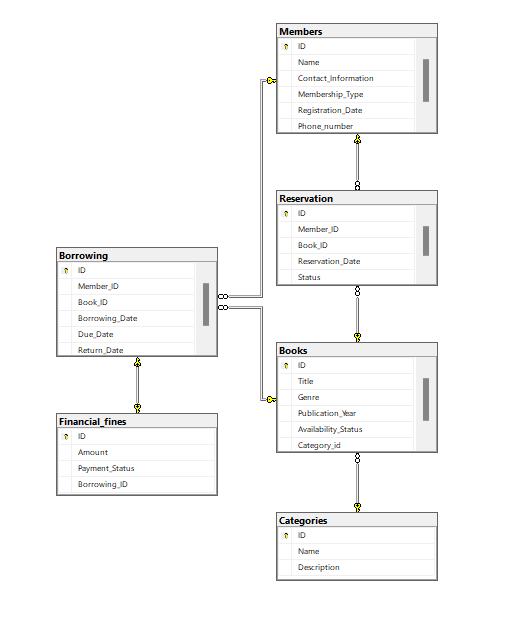 Members
ID
Name
Contact_Information
Membership_Type
Registration_Date
Phone_number
Reservation
ID
Member_ID
Book_ID
Reservation_Date
Status
Borrowing
ID
Member_ID
Book_ID
Borrowing_Date
Due_Date
Return_Date
Books
ID
Title
Genre
Publication_Year
Availability_Status
Category_id
Financial_fines
ID
Amount
Payment_Status
Borrowing_ID
Categories
ID
Name
Description